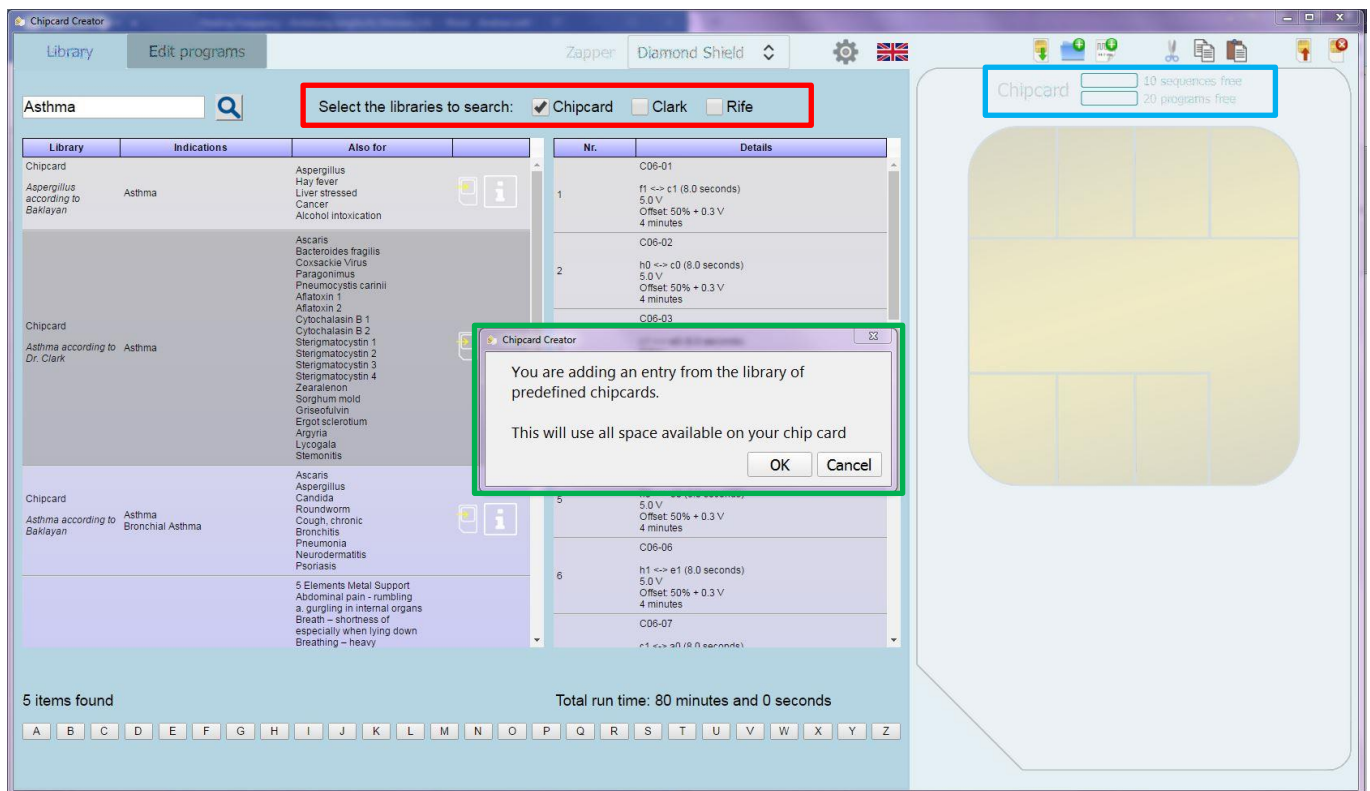 Chipcard Creator
Library
Edit programs
Zapper
Diamond Shield
Asthma
Select the libraries to search:
Chipcard
Clark
Rife
Chipcard
10 sequences free
20 programs free
Library
Indications
Also for
Chipcard
Aspergillus
according to
Baklayan
Asthma
Aspergillus
Hay fever
Liver stressed
Cancer
Alcohol intoxication
Chipcard
Asthma according to
Dr. Clark
Asthma
Ascaris
Bacteroides fragilis
Coxsackie Virus
Paragonimus
Pneumocystis carinii
Aflatoxin 1
Aflatoxin 2
Cytochalasin B 1
Cytochalasin B 2
Sterigmatocystin 1
Sterigmatocystin 2
Sterigmatocystin 3
Sterigmatocystin 4
Zearalenon
Sorghum mold
Griseofulvin
Ergot sclerotium
Argyria
Lycogala
Stemonitis
Chipcard
Asthma according to
Baklayan
Asthma
Bronchial Asthma
Ascaris
Aspergillus
Candida
Roundworm
Cough, chronic
Bronchitis
Pneumonia
Neurodermatitis
Psoriasis
5 Elements Metal Support
Abdominal pain - rumbling
a. gurgling in internal organs
Breath – shortness of
especially when lying down
Breathing – heavy
Nr.
Details
1
C06-01
f1 <-> c1 (8.0 seconds)
5.0 V
Offset: 50% + 0.3 V
4 minutes
2
C06-02
h0 <-> c0 (8.0 seconds)
5.0 V
Offset: 50% + 0.3 V
4 minutes
C06-03
Chipcard Creator
You are adding an entry from the library of
predefined chipcards.
This will use all space available on your chip card
OK
Cancel
5
5.0 V
Offset: 50% + 0.3 V
4 minutes
6
C06-06
h1 <-> e1 (8.0 seconds)
5.0 V
Offset: 50% + 0.3 V
4 minutes
C06-07
c1 <-> a0 (8.0 seconds)
5 items found
Total run time: 80 minutes and 0 seconds
A B C D E F G H I J K L M N O P Q R S T U V W X Y Z